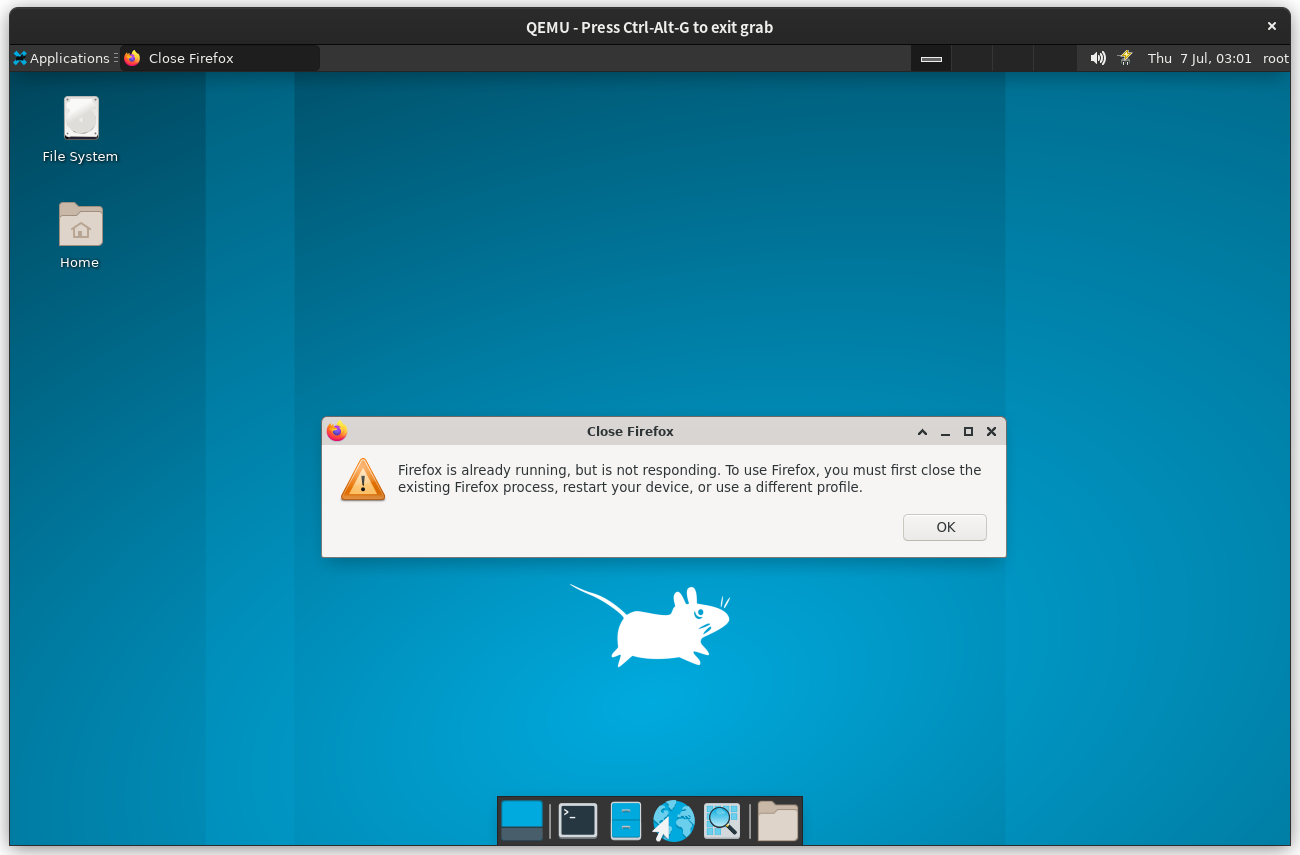 QEMU - Press Ctrl-Alt-G to exit grab
Applications
Close Firefox
Thu 7 Jul, 03:01
root
File System
Home
Close Firefox
Firefox is already running, but is not responding. To use Firefox, you must first close the
existing Firefox process, restart your device, or use a different profile.
OK